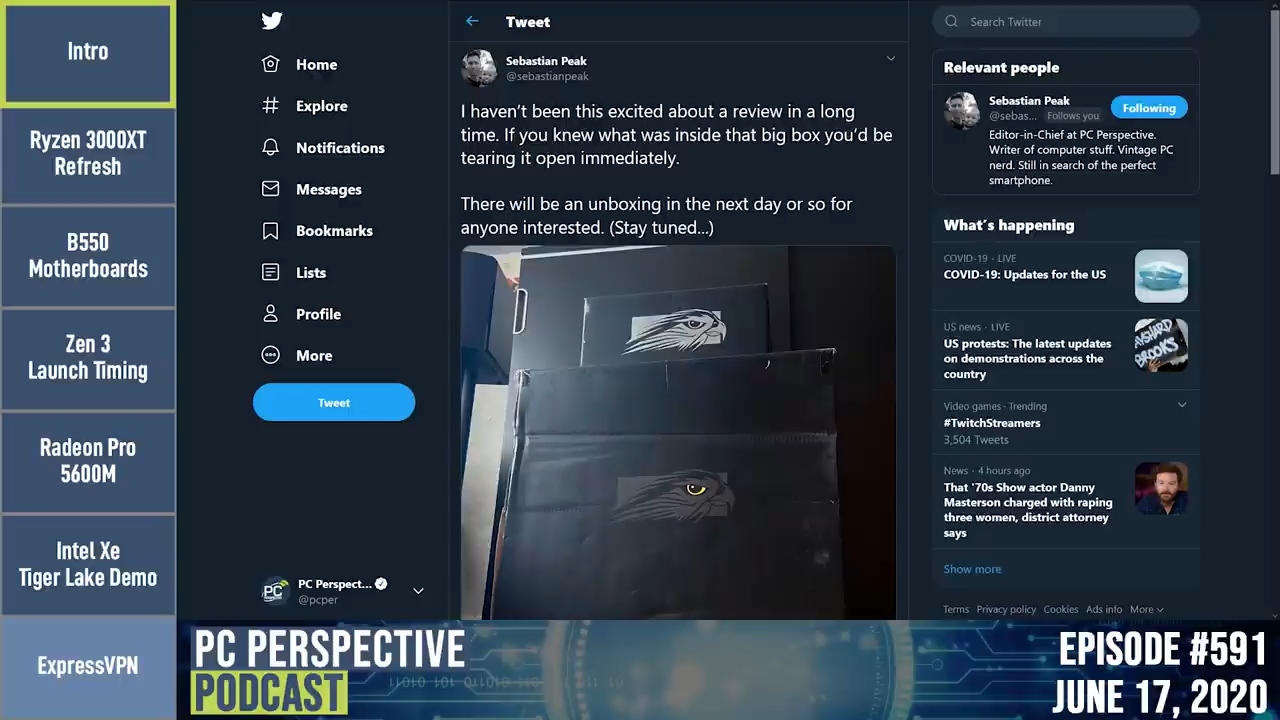 Intro
Ryzen 3000XT
Refresh
B550
Motherboards
Zen 3
Launch Timing
Radeon Pro
5600M
Intel Xe
Tiger Lake Demo
ExpressVPN
Home
Explore
Notifications
Messages
Bookmarks
Lists
Profile
More
Tweet
PC Perspect...
@pcper
Tweet
Sebastian Peak
@sebastianpeak
I haven't been this excited about a review in a long
time. If you knew what was inside that big box you'd be
tearing it open immediately.
There will be an unboxing in the next day or so for
anyone interested. (Stay tuned...)
Search Twitter
Relevant people
Sebastian Peak
@sebas... Follows you
Following
Editor-in-Chief at PC Perspective.
Writer of computer stuff. Vintage PC
nerd. Still in search of the perfect
smartphone.
What's happening
COVID-19 · LIVE
COVID-19: Updates for the US
US news · LIVE
US protests: The latest updates
on demonstrations across the
country
Video games · Trending
#TwitchStreamers
3,504 Tweets
News · 4 hours ago
That '70s Show actor Danny
Masterson charged with raping
three women, district attorney
says
Show more
Terms Privacy policy Cookies Ads info More
PC PERSPECTIVE
PODCAST
EPISODE #591
JUNE 17, 2020